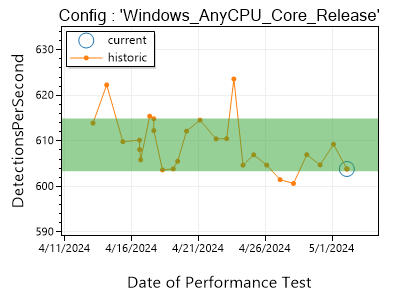 Config : 'Windows_AnyCPU_Core_Release'
current
historic
DetectionsPerSecond
630
620
610
600
590
4/11/2024
4/16/2024
4/21/2024
4/26/2024
5/1/2024
Date of Performance Test